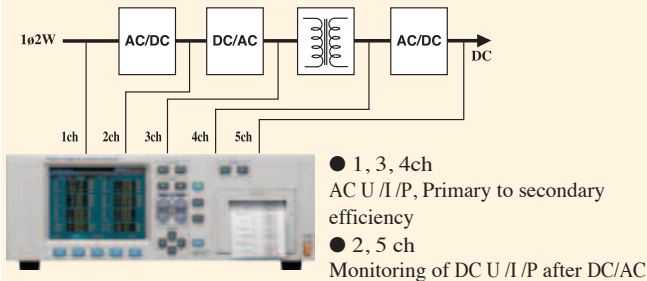 1ø2W
AC/DC
DC/AC
AC/DC
DC
1ch 2ch 3ch 4ch 5ch
● 1, 3, 4ch
AC U /I /P, Primary to secondary
efficiency
● 2, 5 ch
Monitoring of DC U /I /P after DC/AC